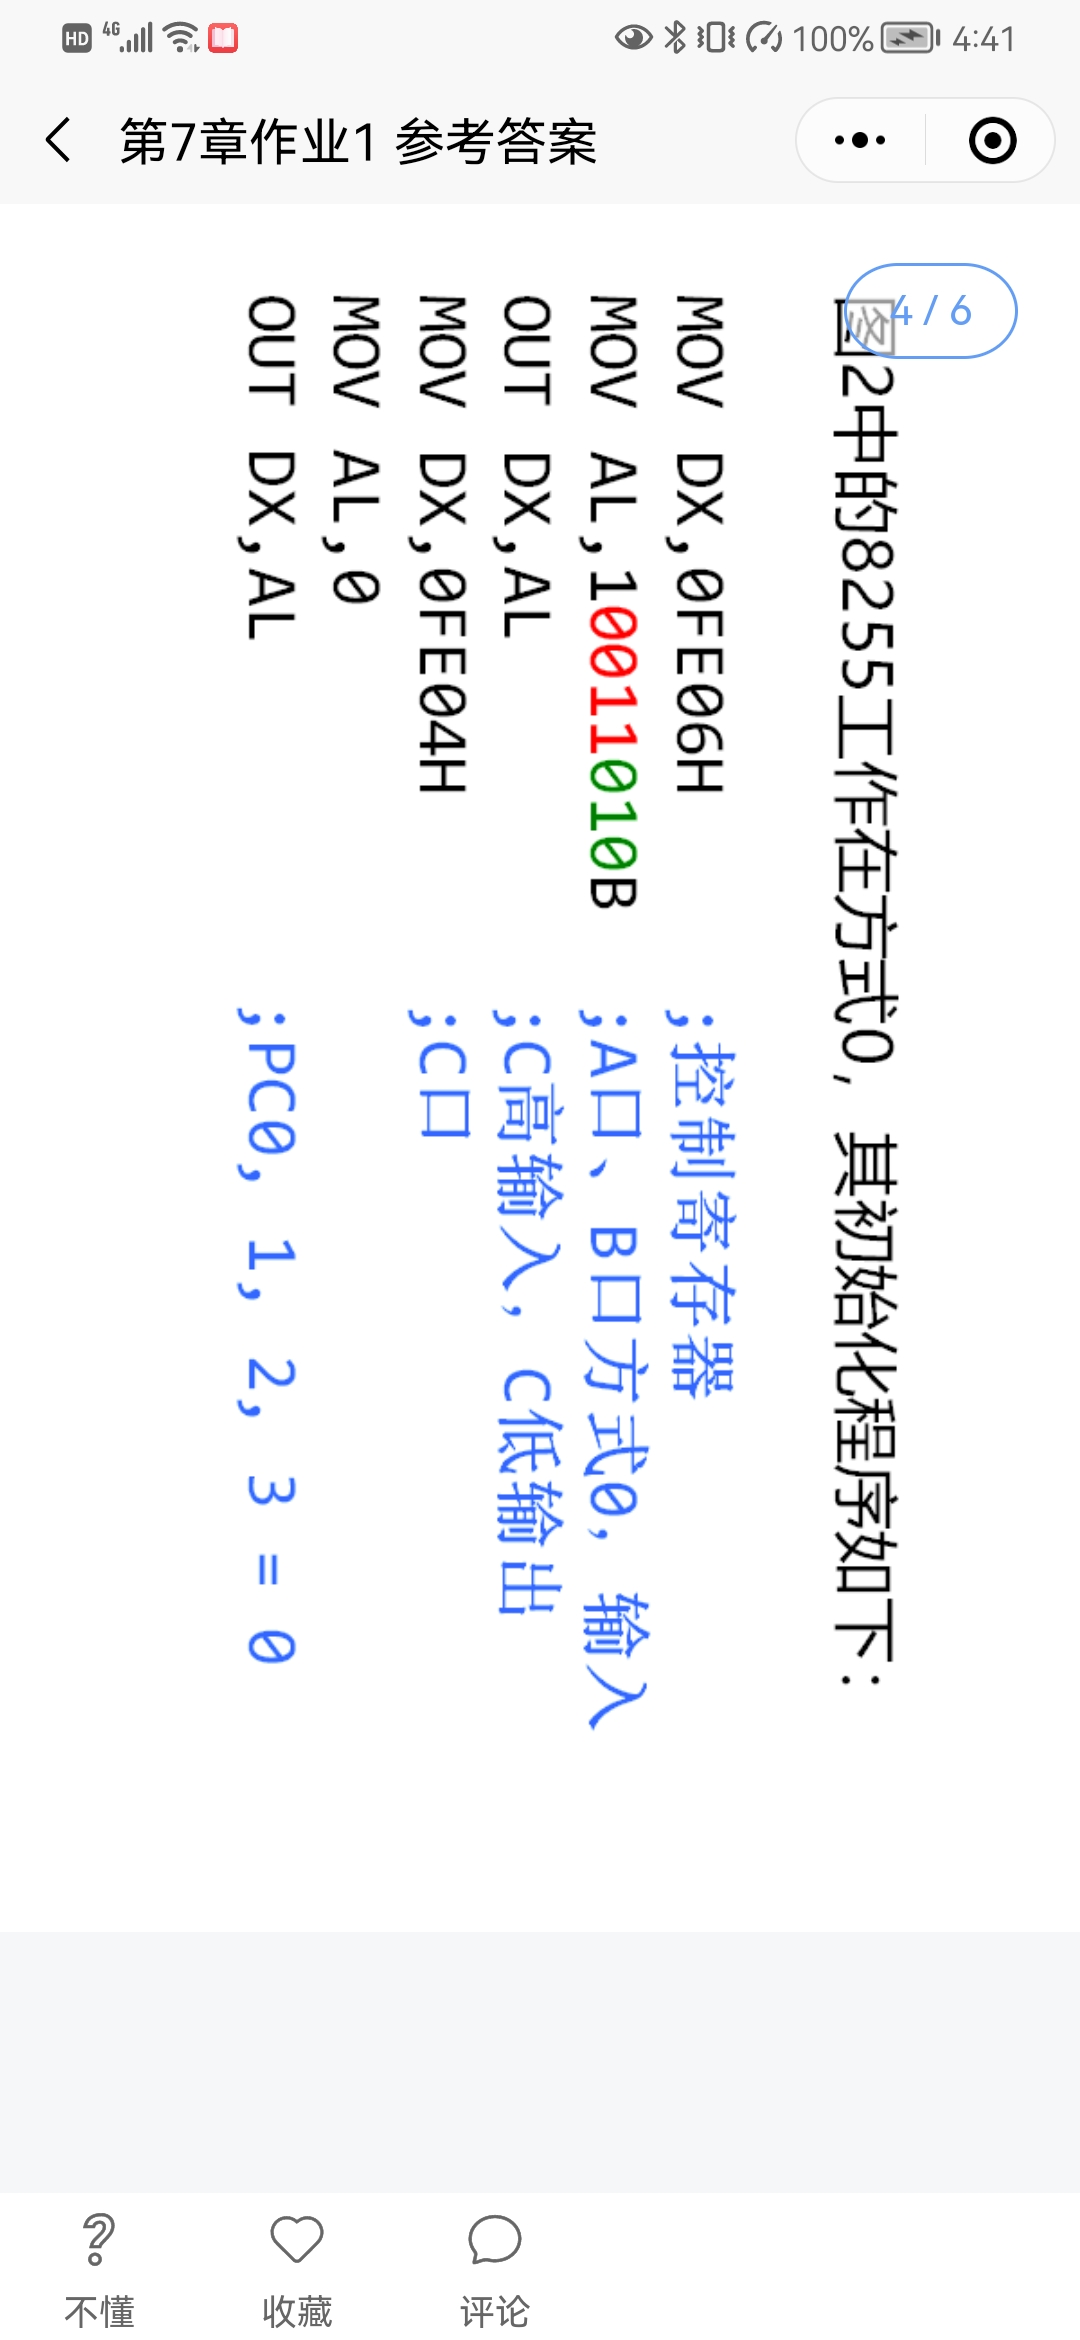 图2中的8255工作在方式0，其初始化程序如下：
MOV DX,0FE06H ;控制寄存器
MOV AL,10011010B ;A口、B口方式0，输入
OUT DX,AL ;C高输入，C低输出
MOV DX,0FE04H ;C口
MOV AL,0
OUT DX,AL ;PC0, 1, 2, 3 = 0
4/6
第7章作业1 参考答案
HD 4G
100% 4:41
不懂
收藏
评论